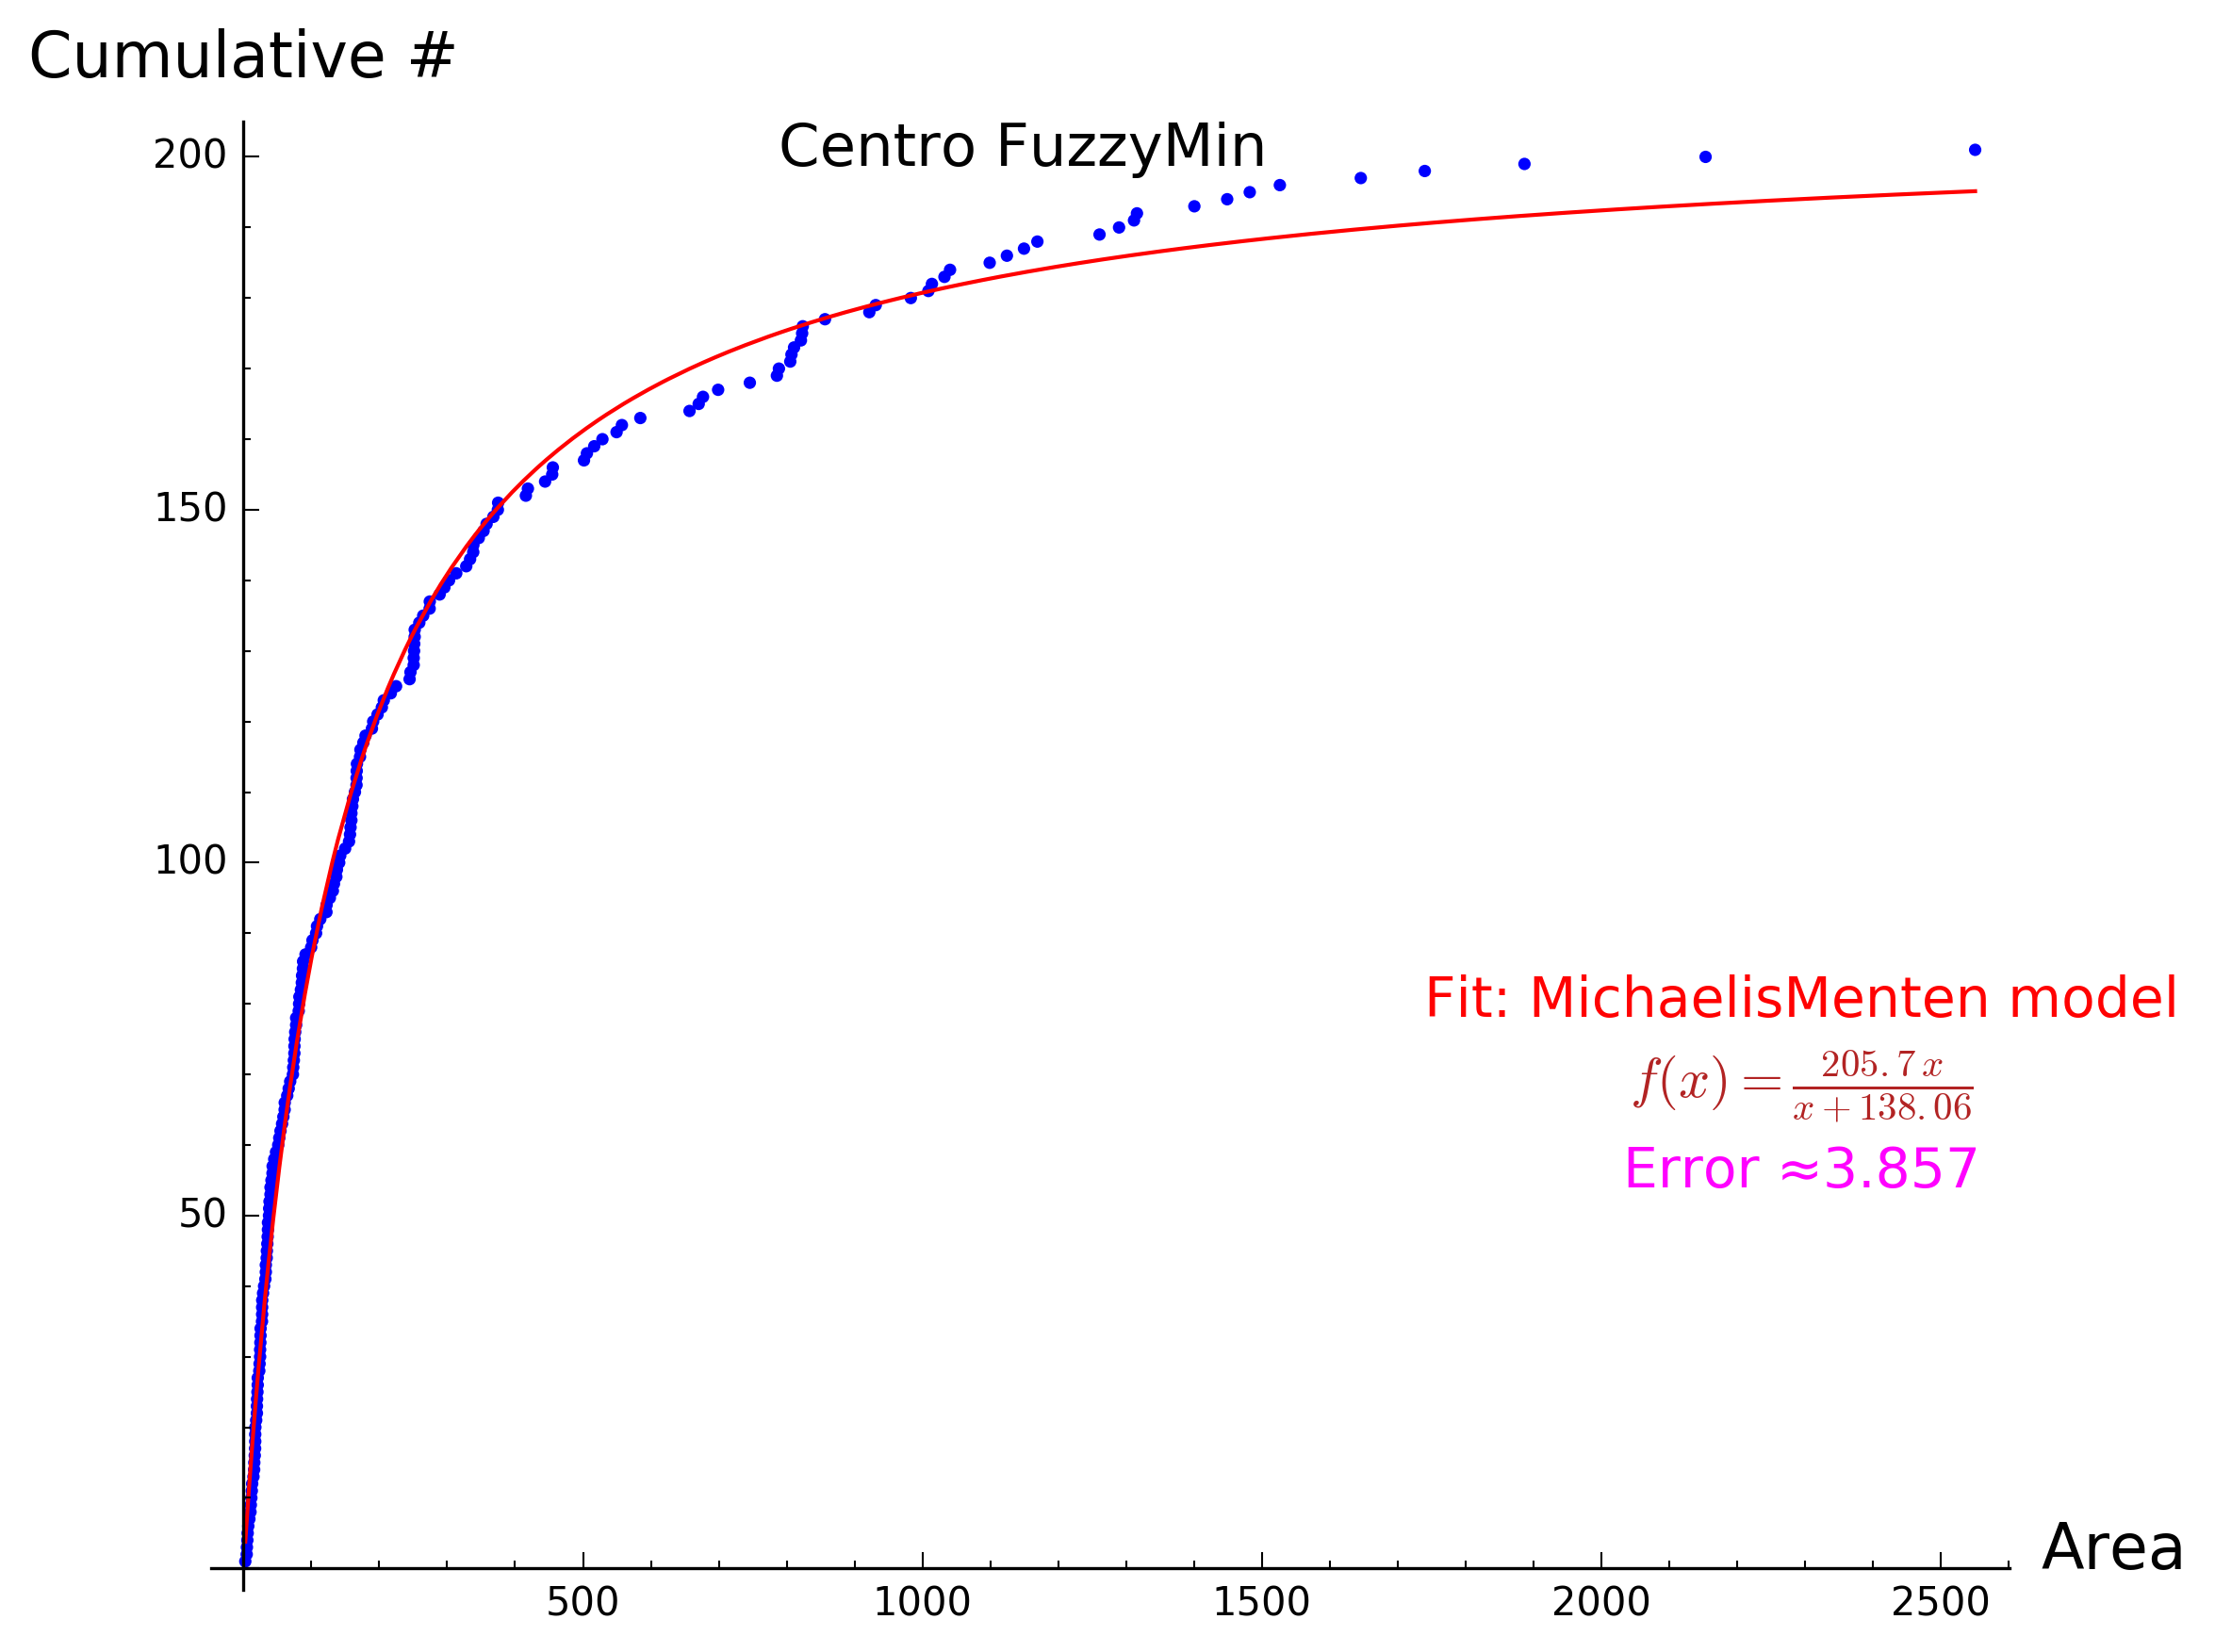 Cumulative #
Centro FuzzyMin
200
150
100
50
Fit: MichaelisMenten model
f(x) = 205.7 x / x + 138.06
Error ≈3.857
Area
500 1000 1500 2000 2500